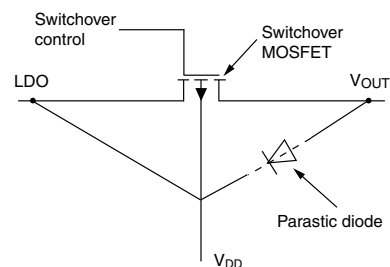 Switchover
control
Switchover
MOSFET
LDO
VOUT
Parastic diode
VDD